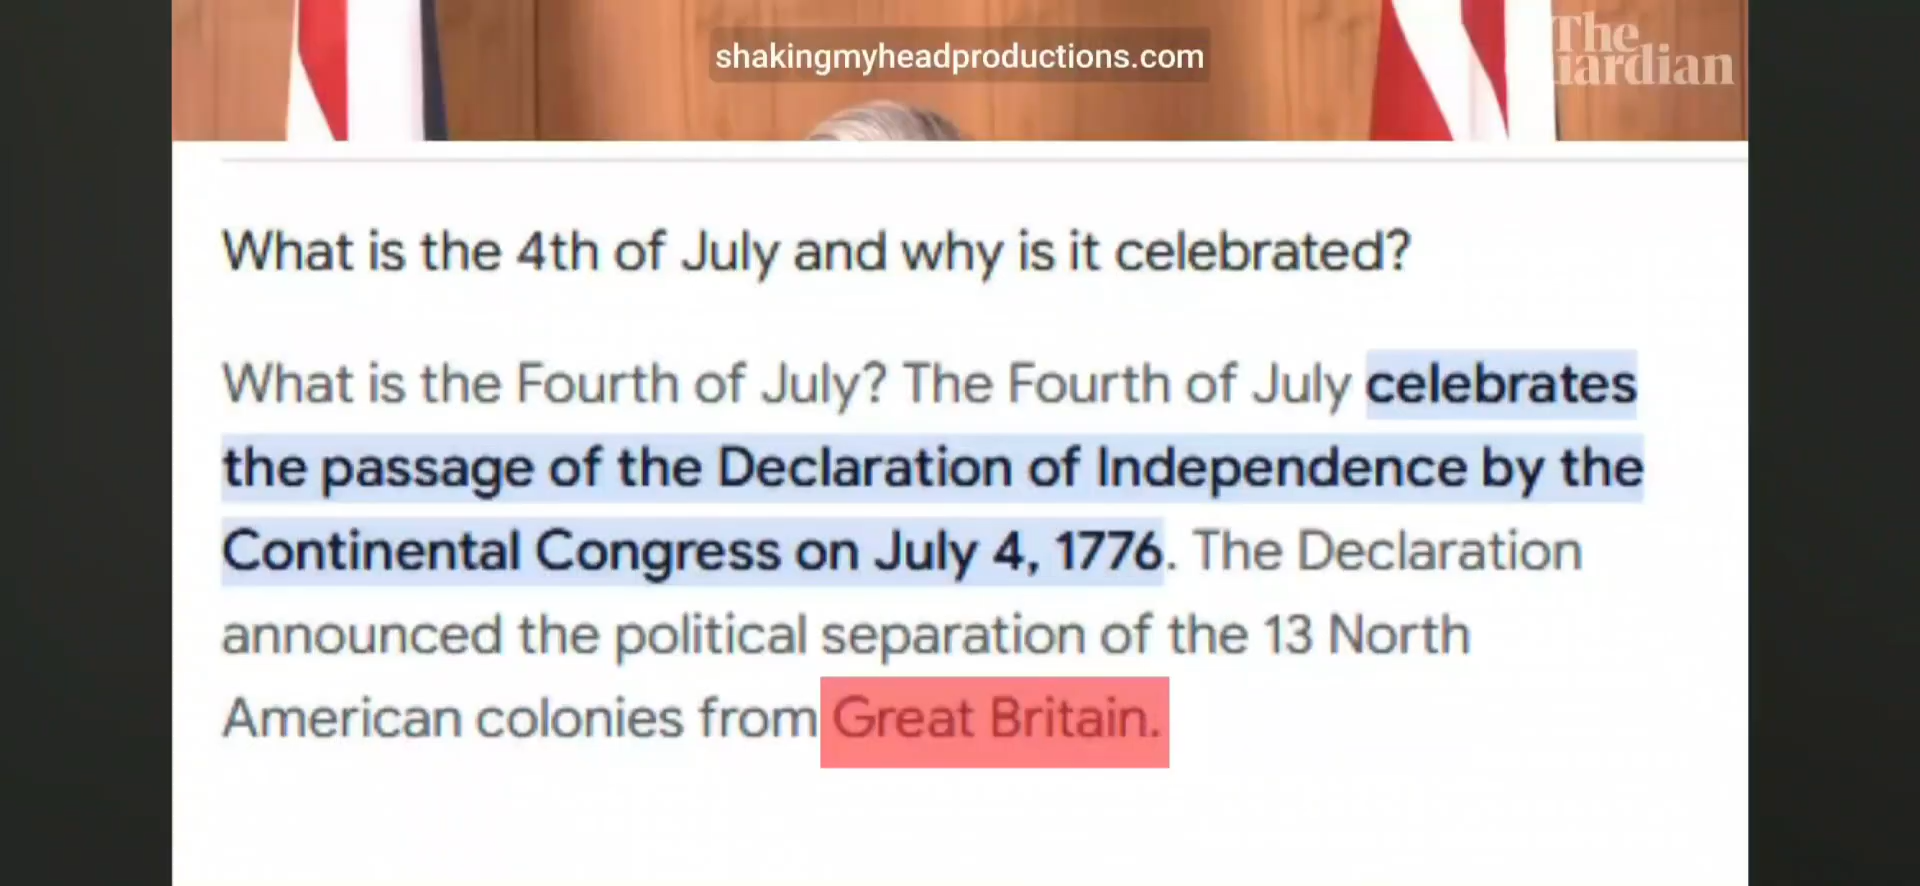 shakingmyheadproductions.com
The
uardian
What is the 4th of July and why is it celebrated?
What is the Fourth of July? The Fourth of July celebrates
the passage of the Declaration of Independence by the
Continental Congress on July 4, 1776. The Declaration
announced the political separation of the 13 North
American colonies from Great Britain.